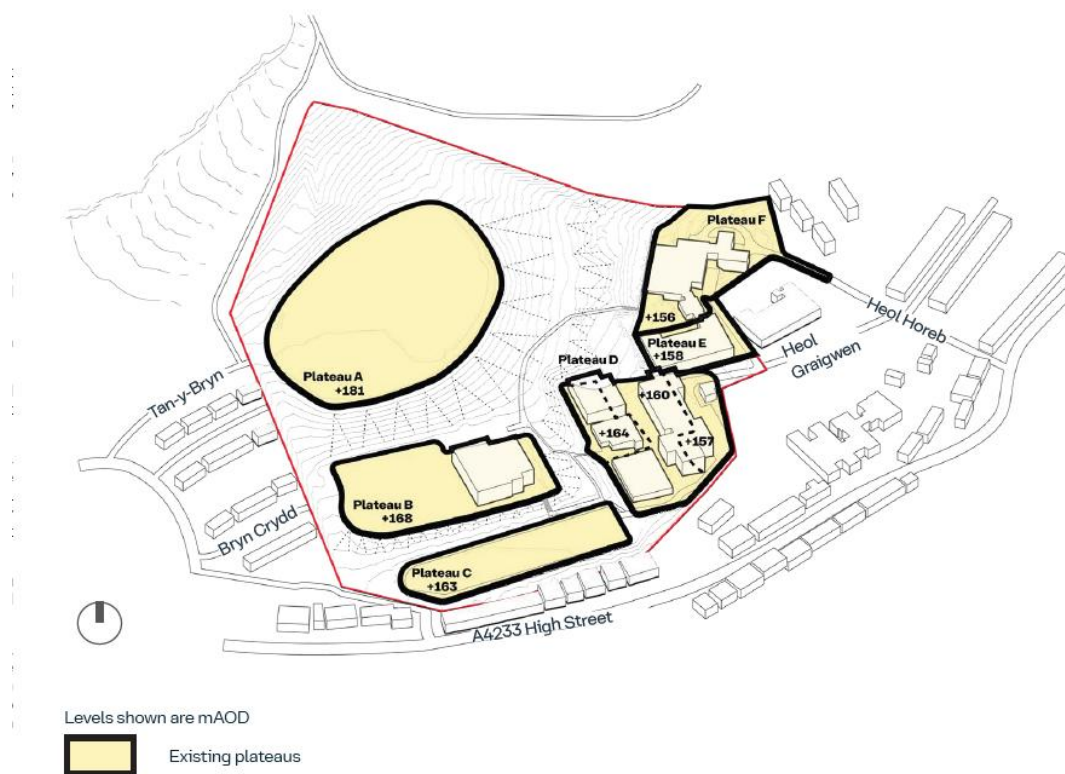 Plateau F
+156
Plateau E
+158
Heol Horeb
Heol
Graigwen
Plateau D
+160
+164
+157
Plateau A
+181
Tan-y-Bryn
Plateau B
+168
Bryn Crydd
Plateau C
+163
A4233 High Street
Levels shown are mAOD
Existing plateaus